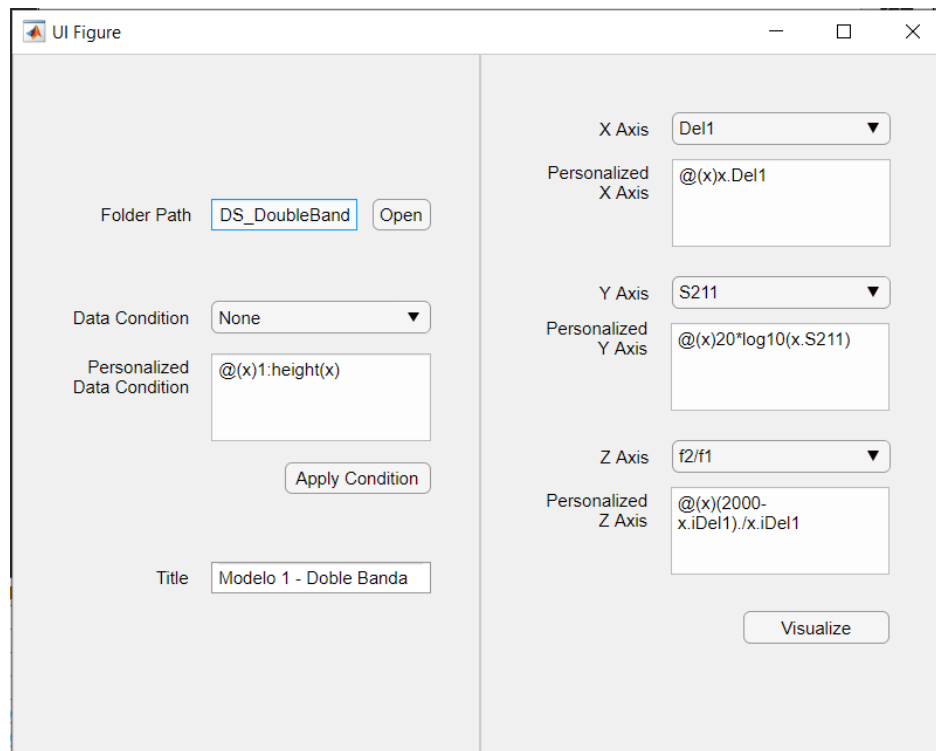 UI Figure
Folder Path
DS_DoubleBand
Open
Data Condition
None
Personalized
Data Condition
@(x)1:height(x)
Apply Condition
Title
Modelo 1 - Doble Banda
X Axis
Del1
Personalized
X Axis
@(x)x.Del1
Y Axis
S211
Personalized
Y Axis
@(x)20*log10(x.S211)
Z Axis
f2/f1
Personalized
Z Axis
@(x)(2000-
x.iDel1)./x.iDel1
Visualize